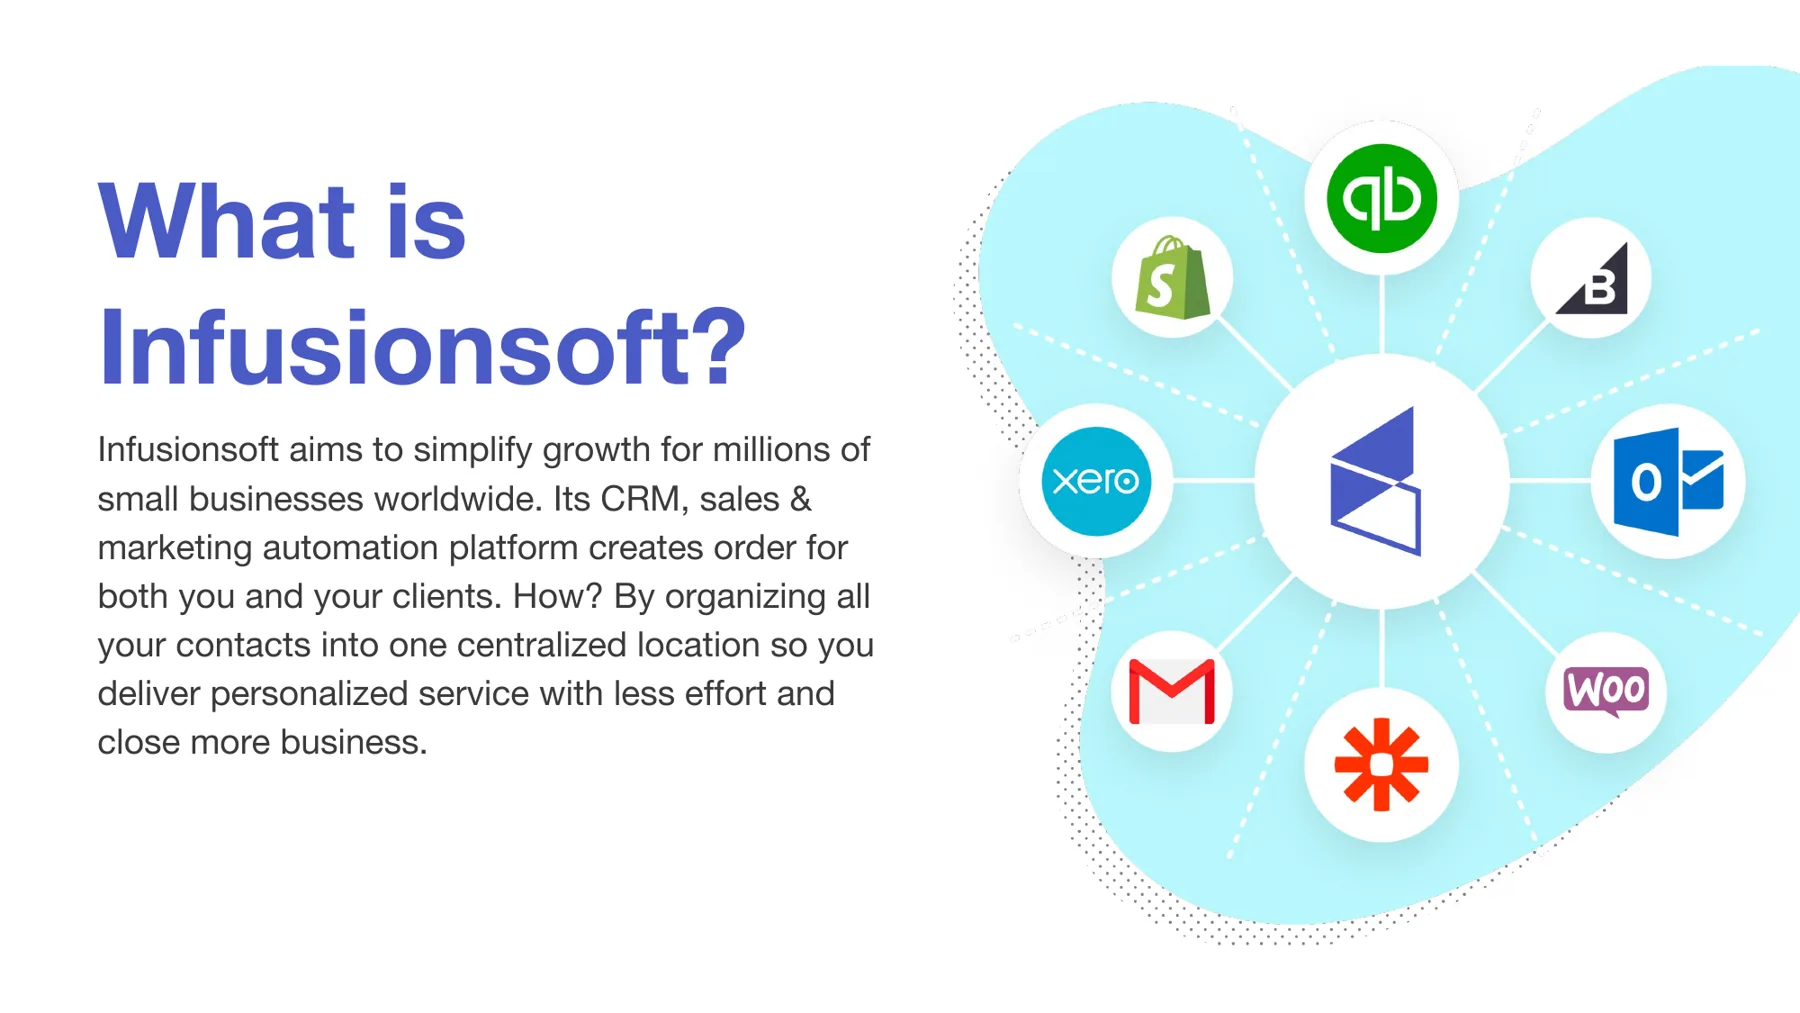 What is
Infusionsoft?
Infusionsoft aims to simplify growth for millions of
small businesses worldwide. Its CRM, sales &
marketing automation platform creates order for
both you and your clients. How? By organizing all
your contacts into one centralized location so you
deliver personalized service with less effort and
close more business.
qb
S
B
xero
O
M
Woo